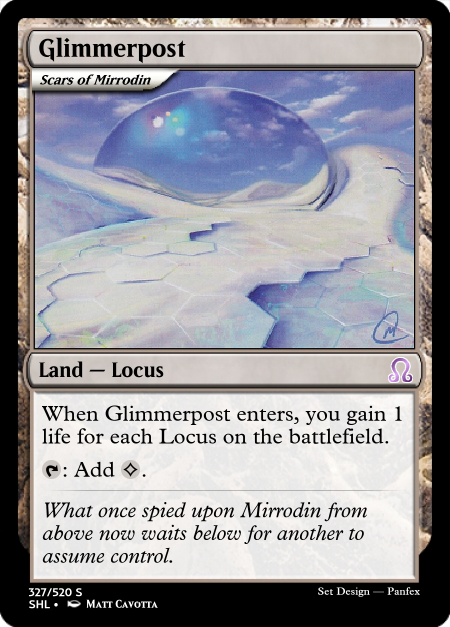 Glimmerpost
Scars of Mirrodin
Land — Locus
When Glimmerpost enters, you gain 1
life for each Locus on the battlefield.
: Add .
What once spied upon Mirrodin from
above now waits below for another to
assume control.
327/520 S
Set Design — Panfex
SHL • Matt Cavotta